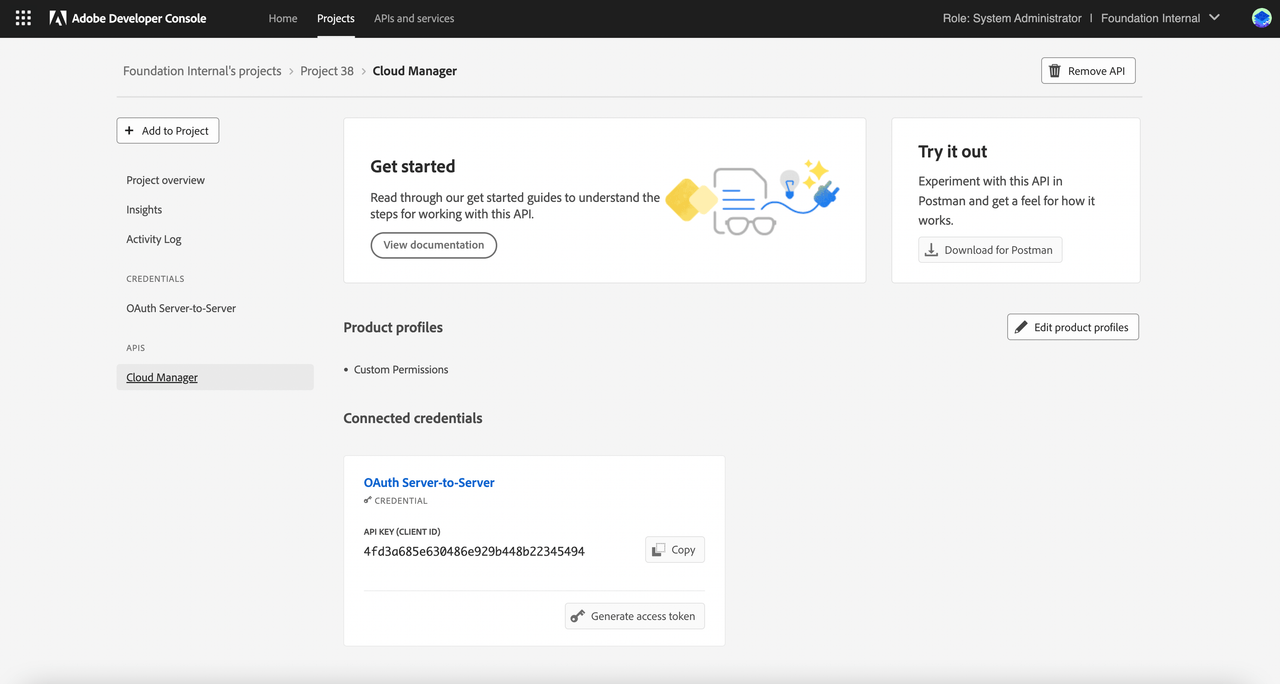 Adobe Developer Console
Home Projects APIs and services
Role: System Administrator | Foundation Internal
Foundation Internal's projects > Project 38 > Cloud Manager
Remove API
+ Add to Project
Project overview
Insights
Activity Log
CREDENTIALS
OAuth Server-to-Server
APIS
Cloud Manager
Get started
Read through our get started guides to understand the
steps for working with this API.
View documentation
Try it out
Experiment with this API in
Postman and get a feel for how it
works.
Download for Postman
Product profiles
Edit product profiles
• Custom Permissions
Connected credentials
OAuth Server-to-Server
CREDENTIAL
API KEY (CLIENT ID)
4fd3a685e630486e929b448b22345494
Copy
Generate access token